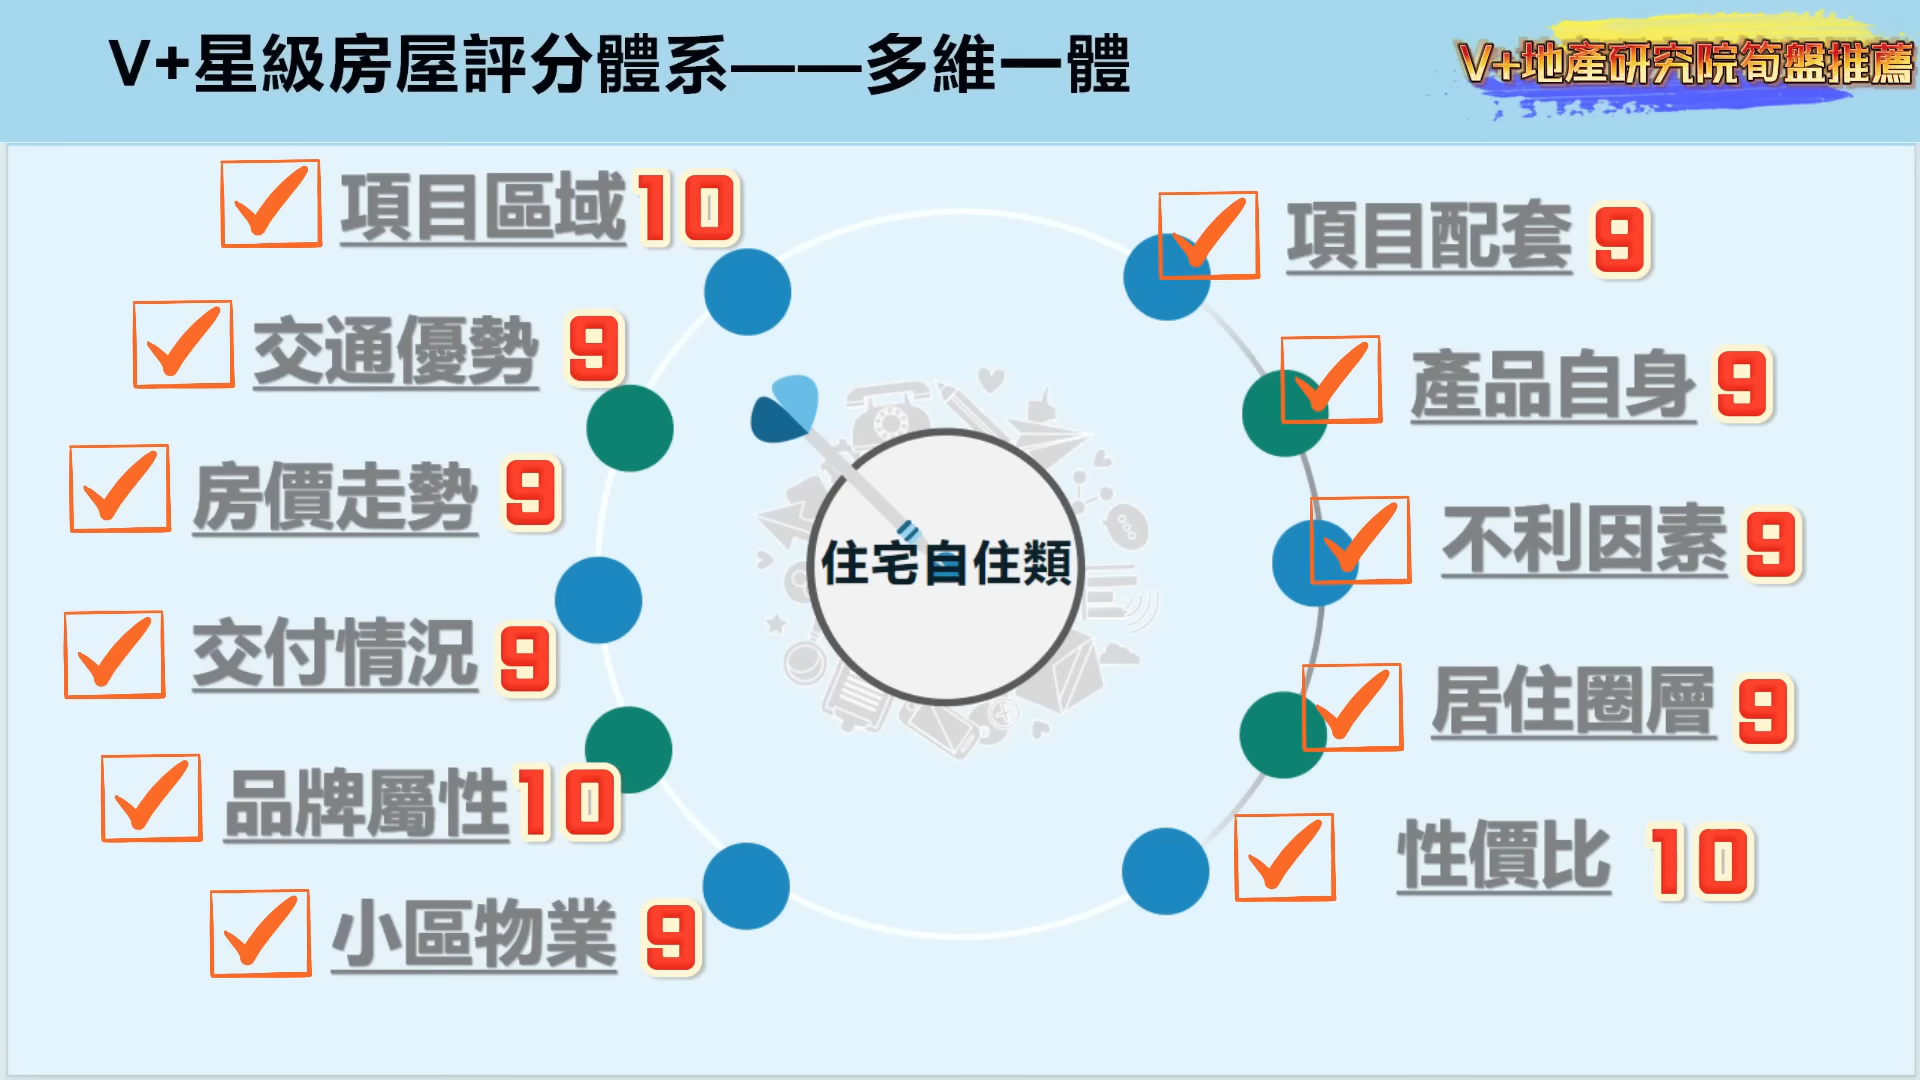 V+星級房屋評分體系——多維一體
V+地產研究院筍盤推薦
項目區域 10
交通優勢 9
房價走勢 9
交付情況 9
品牌屬性 10
小區物業 9
住宅自住類
項目配套 9
產品自身 9
不利因素 9
居住圈層 9
性價比 10